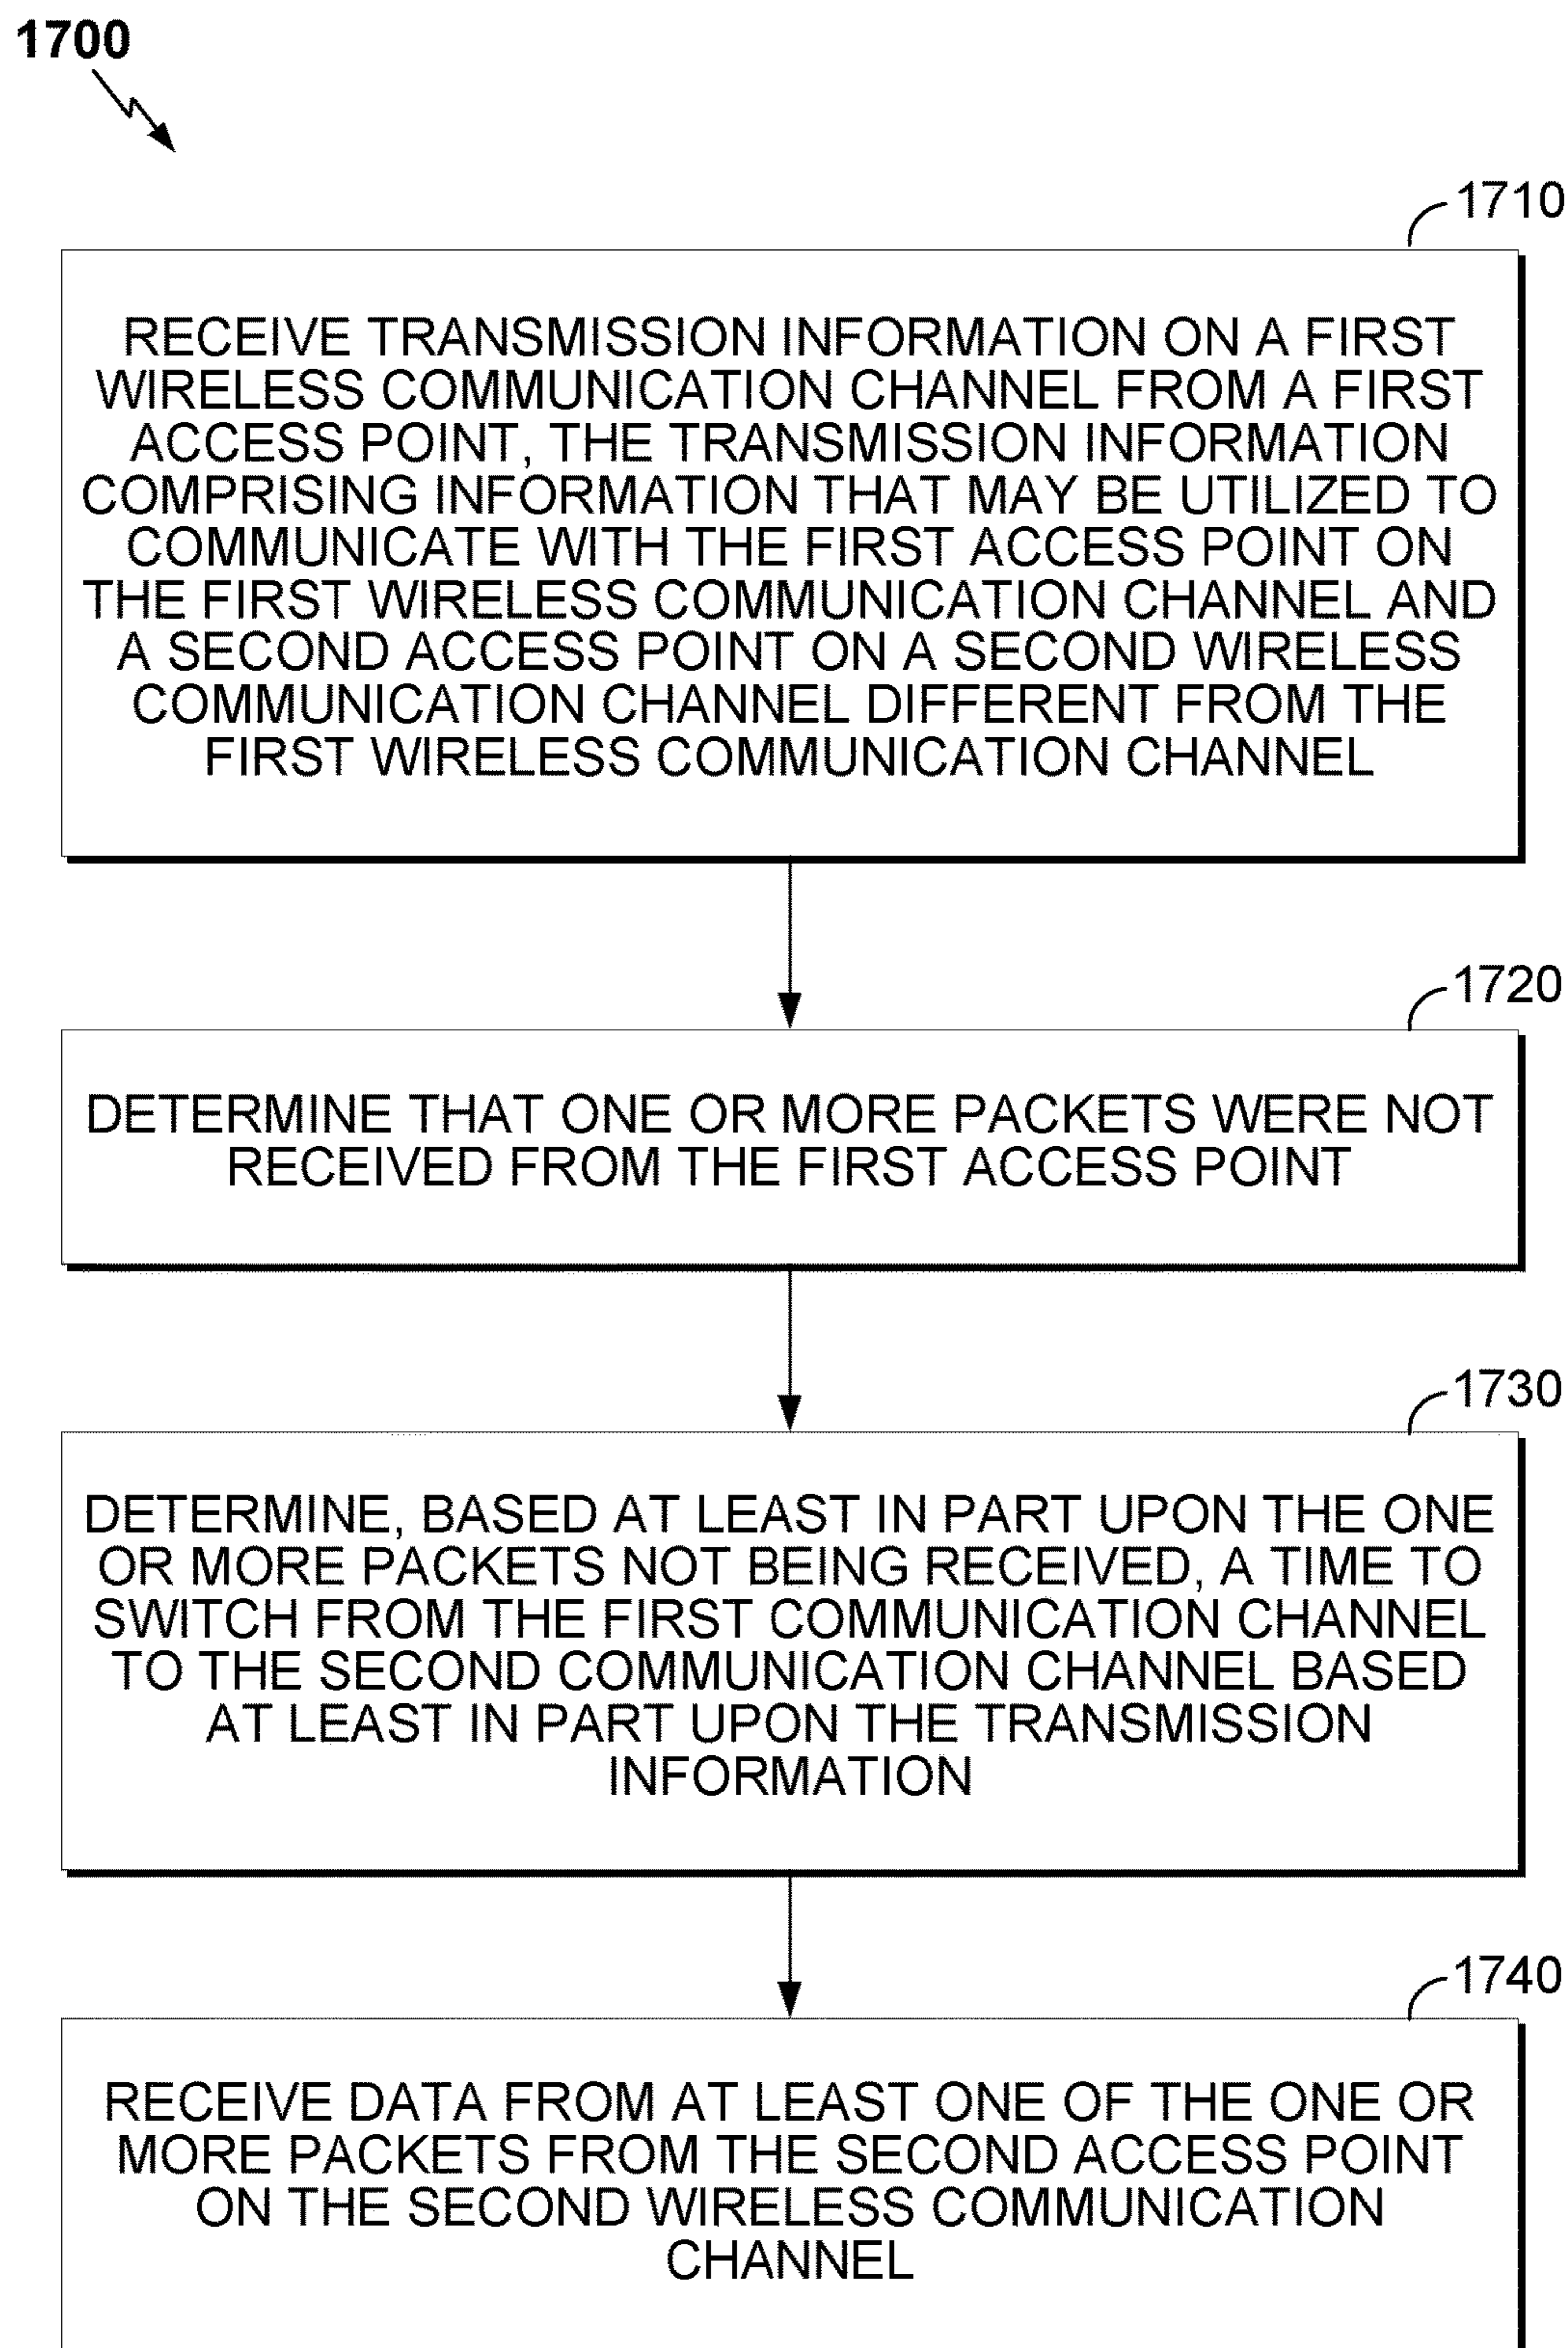 1700
1710
RECEIVE TRANSMISSION INFORMATION ON A FIRST
WIRELESS COMMUNICATION CHANNEL FROM A FIRST
ACCESS POINT, THE TRANSMISSION INFORMATION
COMPRISING INFORMATION THAT MAY BE UTILIZED TO
COMMUNICATE WITH THE FIRST ACCESS POINT ON
THE FIRST WIRELESS COMMUNICATION CHANNEL AND
A SECOND ACCESS POINT ON A SECOND WIRELESS
COMMUNICATION CHANNEL DIFFERENT FROM THE
FIRST WIRELESS COMMUNICATION CHANNEL
1720
DETERMINE THAT ONE OR MORE PACKETS WERE NOT
RECEIVED FROM THE FIRST ACCESS POINT
1730
DETERMINE, BASED AT LEAST IN PART UPON THE ONE
OR MORE PACKETS NOT BEING RECEIVED, A TIME TO
SWITCH FROM THE FIRST COMMUNICATION CHANNEL
TO THE SECOND COMMUNICATION CHANNEL BASED
AT LEAST IN PART UPON THE TRANSMISSION
INFORMATION
1740
RECEIVE DATA FROM AT LEAST ONE OF THE ONE OR
MORE PACKETS FROM THE SECOND ACCESS POINT
ON THE SECOND WIRELESS COMMUNICATION
CHANNEL